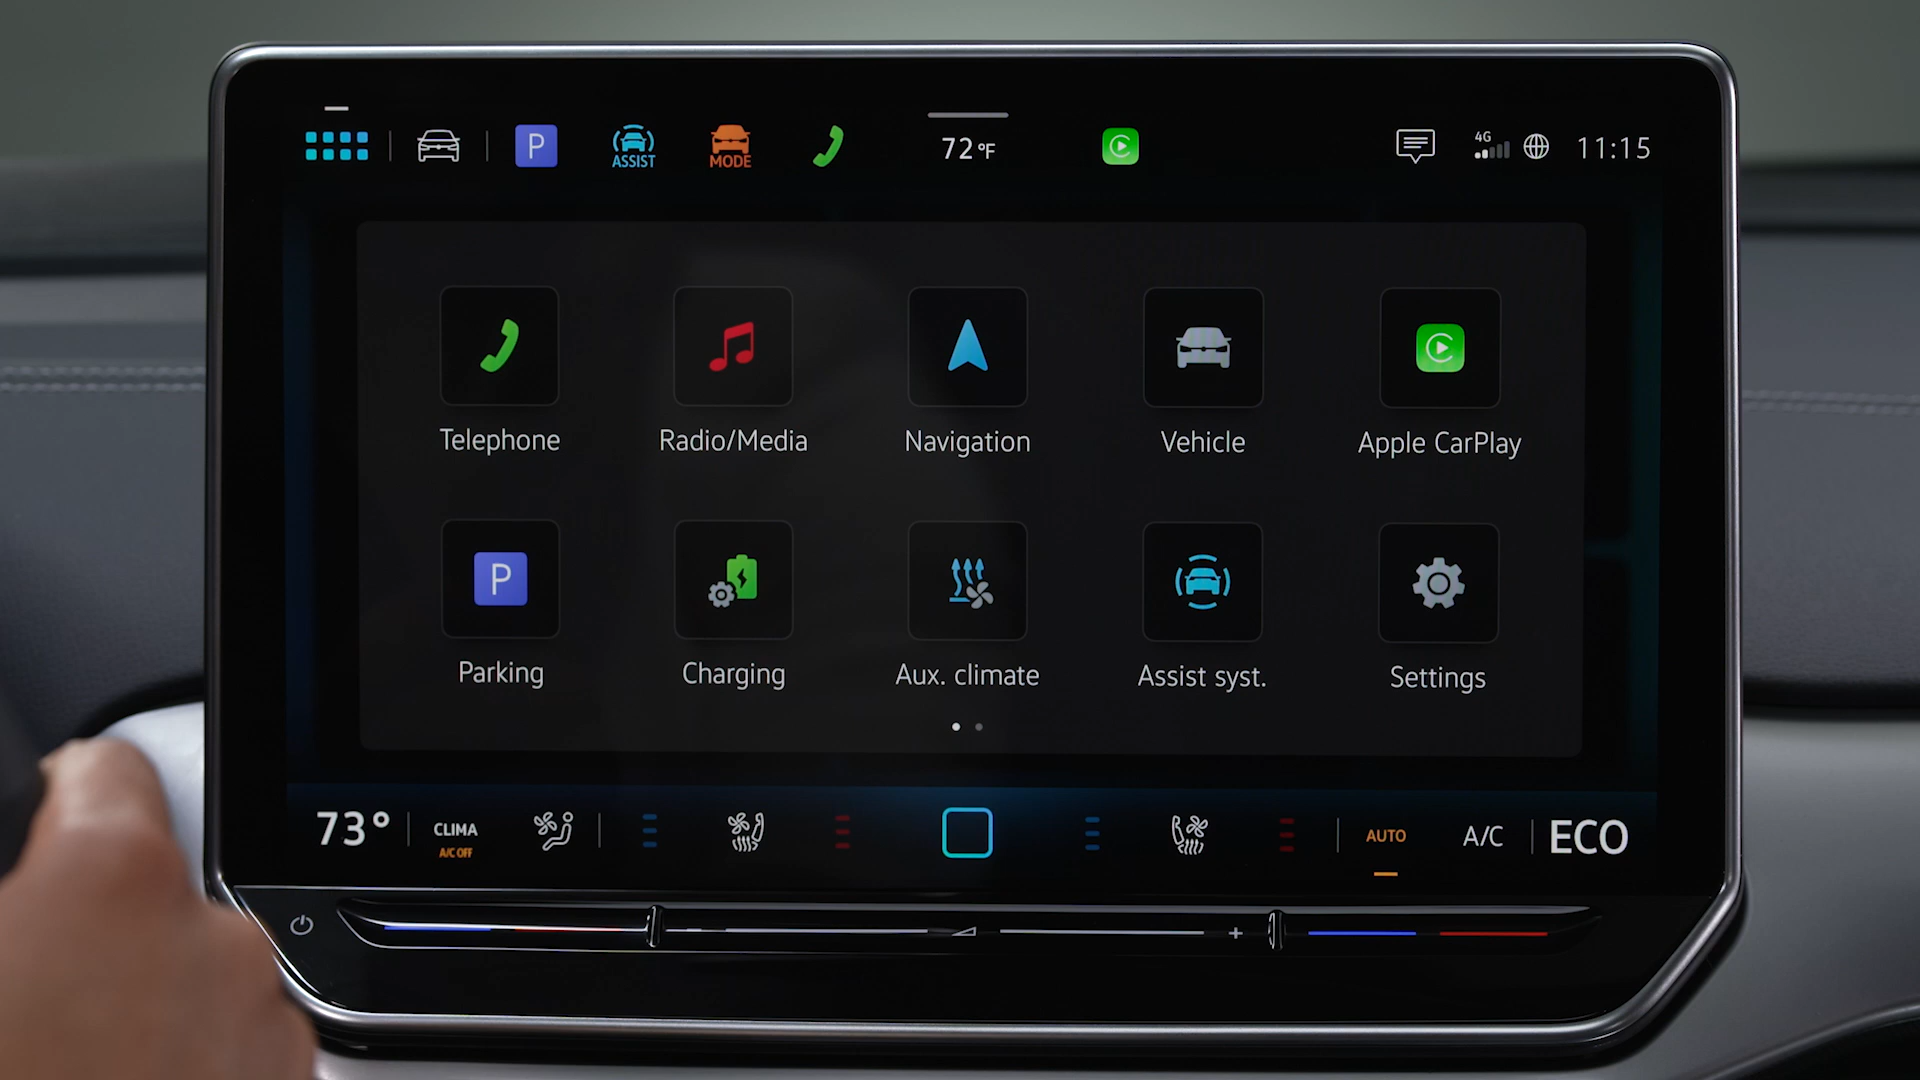 P
ASSIST
MODE
72°F
4G
11:15
Telephone
Radio/Media
Navigation
Vehicle
Apple CarPlay
P
Parking
Charging
Aux. climate
Assist syst.
Settings
73°
CLIMA
A/C OFF
AUTO
A/C
ECO
- +